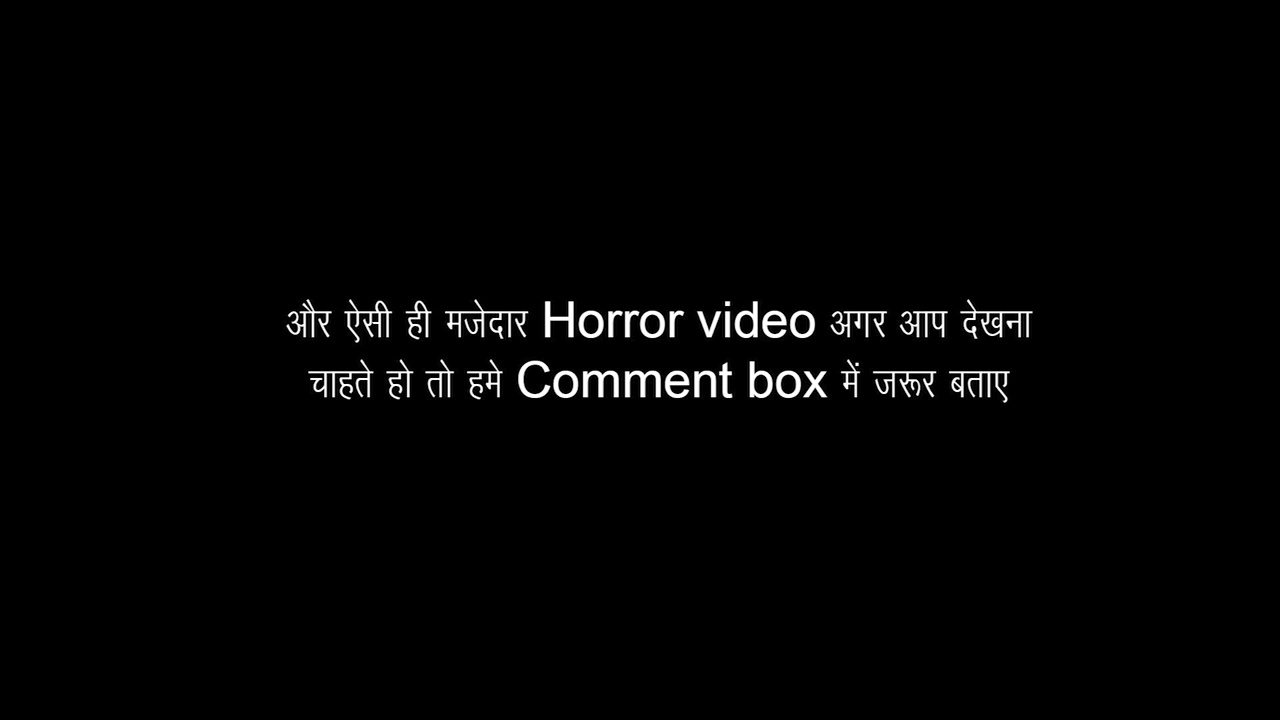 और ऐसी ही मजेदार Horror video अगर आप देखना
चाहते हो तो हमे Comment box में जरूर बताए